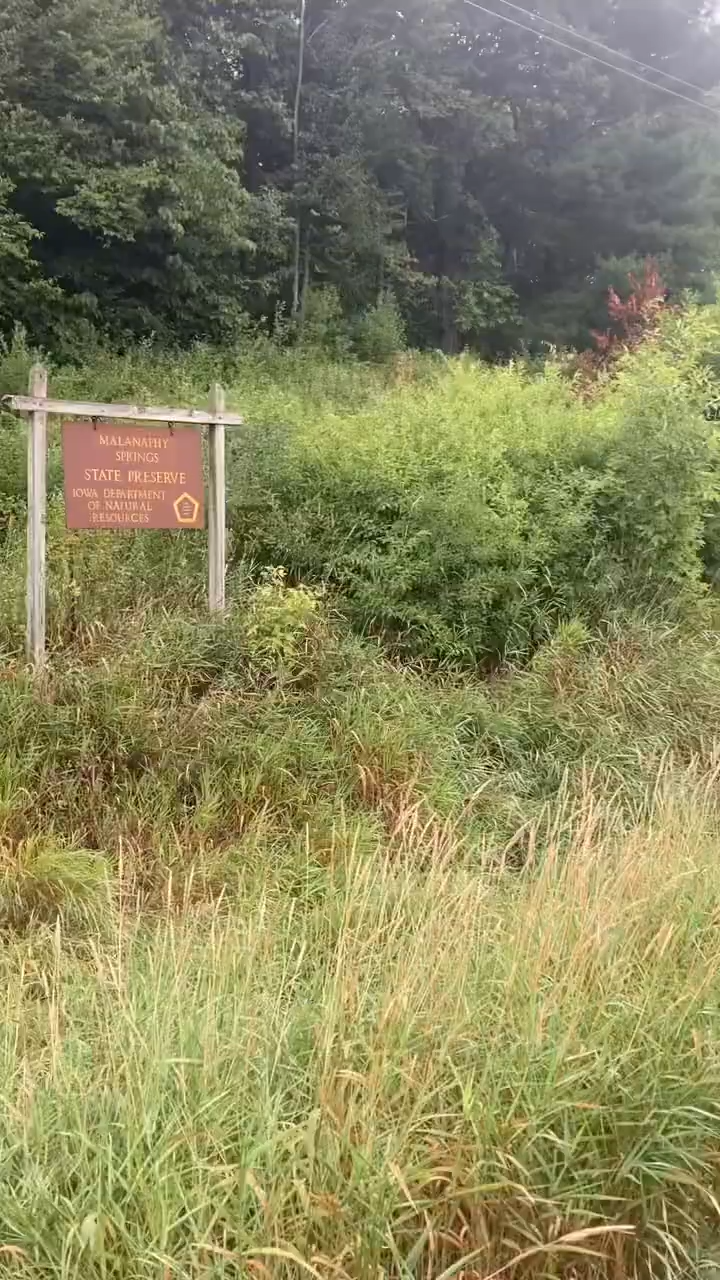 MALANAPHY
SPRINGS
STATE PRESERVE
IOWA DEPARTMENT
OF NATURAL
RESOURCES